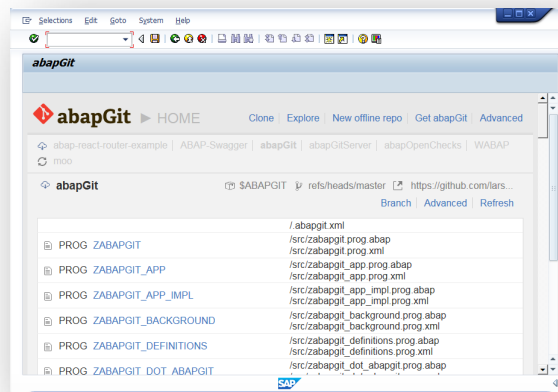 Selections Edit Goto System Help
abapGit
abapGit ► HOME Clone Explore New offline repo Get abapGit Advanced
abap-react-router-example ABAP-Swagger abapGit abapGitServer abapOpenChecks WABAP
moo
abapGit $ABAPGIT refs/heads/master https://github.com/lars...
Branch Advanced Refresh
/.abapgit.xml
PROG ZABAPGIT /src/zabapgit.prog.abap
/src/zabapgit.prog.xml
PROG ZABAPGIT_APP /src/zabapgit_app.prog.abap
/src/zabapgit_app.prog.xml
PROG ZABAPGIT_APP_IMPL /src/zabapgit_app_impl.prog.abap
/src/zabapgit_app_impl.prog.xml
PROG ZABAPGIT_BACKGROUND /src/zabapgit_background.prog.abap
/src/zabapgit_background.prog.xml
PROG ZABAPGIT_DEFINITIONS /src/zabapgit_definitions.prog.abap
/src/zabapgit_definitions.prog.xml
PROG ZABAPGIT_DOT_ABAPGIT /src/zabapgit_dot_abapgit.prog.abap
SAP